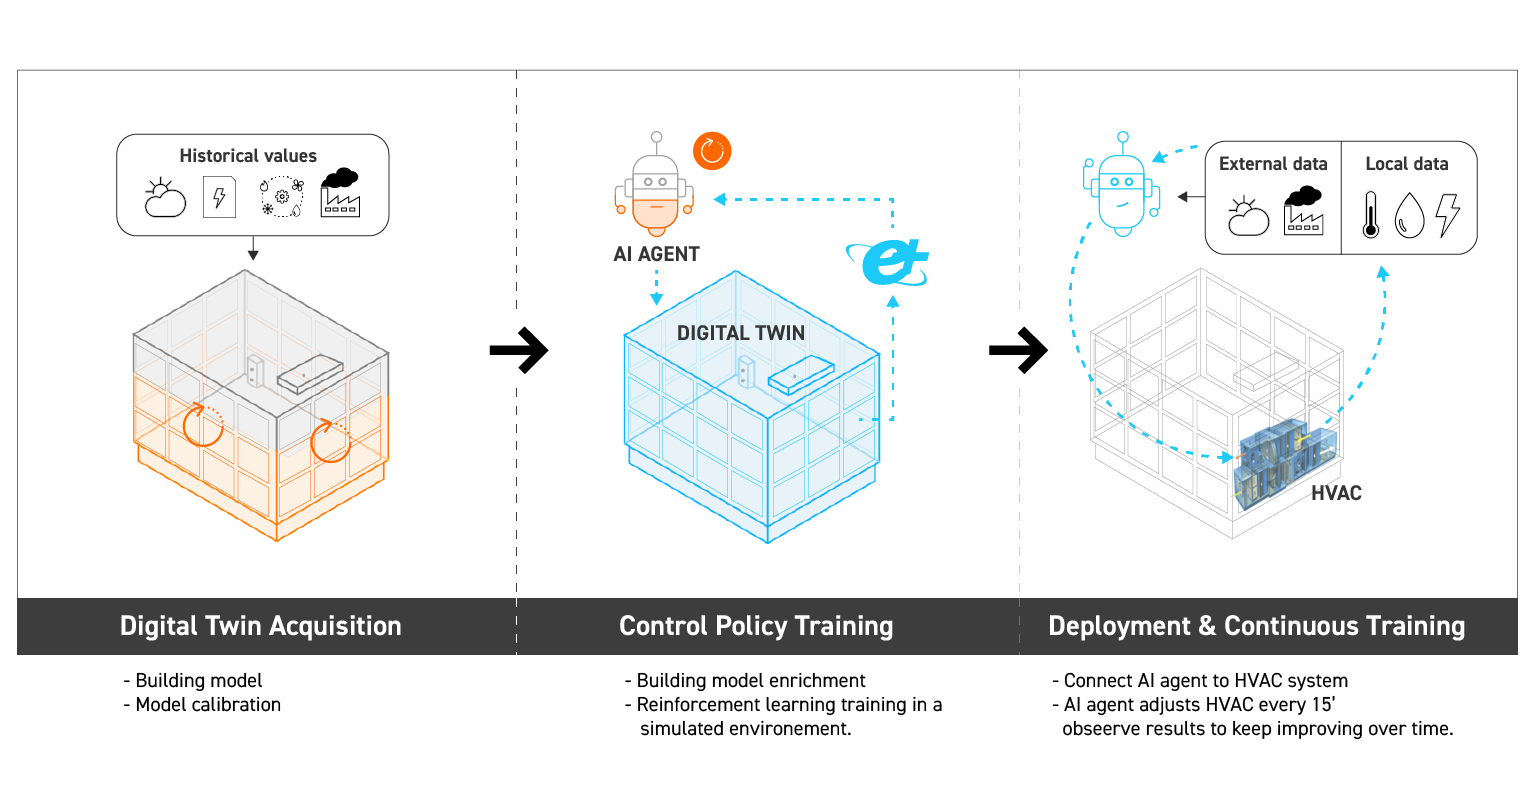 Historical values
AI AGENT
e+
DIGITAL TWIN
External data
Local data
HVAC
Digital Twin Acquisition
- Building model
- Model calibration
Control Policy Training
- Building model enrichment
- Reinforcement learning training in a
simulated environement.
Deployment & Continuous Training
- Connect AI agent to HVAC system
- AI agent adjusts HVAC every 15’
obseerve results to keep improving over time.